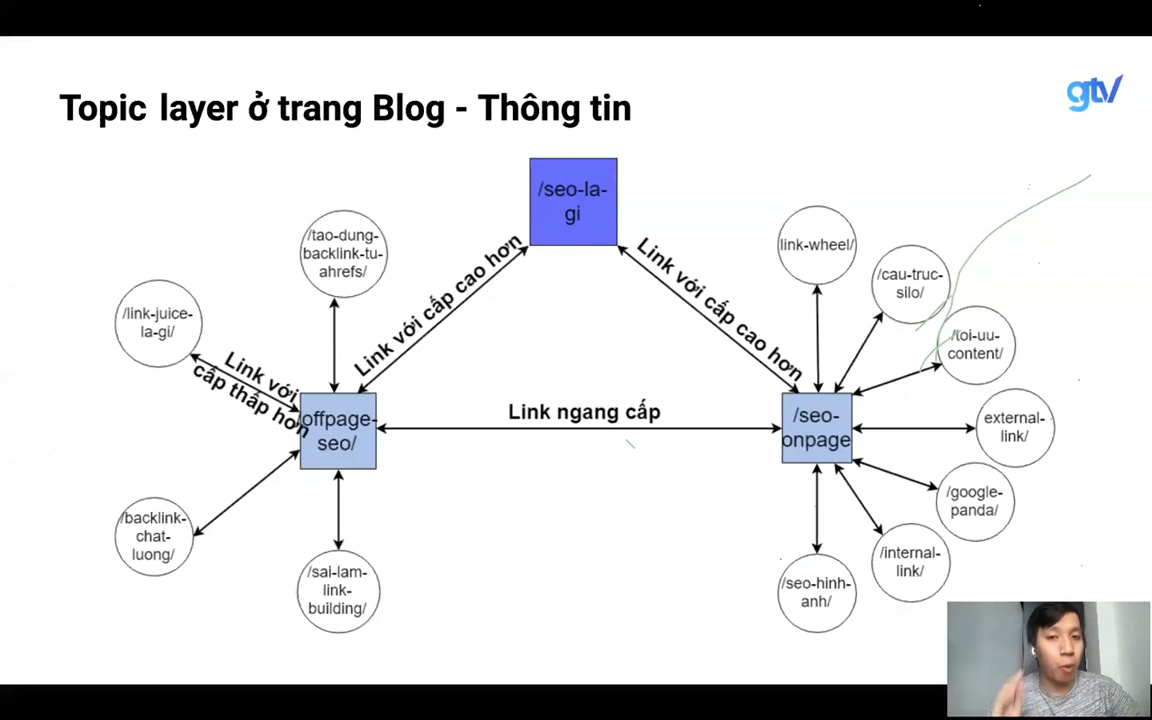 Topic layer ở trang Blog - Thông tin
gtv
/seo-la-
gi
/tao-dung-
backlink-tu-
ahrefs/
/link-juice-
la-gi/
Link với cấp cao hơn
Link với cấp cao hơn
link-wheel/
/cau-truc-
silo/
/toi-uu-
content/
Link với
cấp thấp hơn
offpage-
seo/
Link ngang cấp
/seo-
onpage
external-
link/
/google-
panda/
/backlink-
chat-
luong/
/sai-lam-
link-
building/
/internal-
link/
/seo-hinh-
anh/